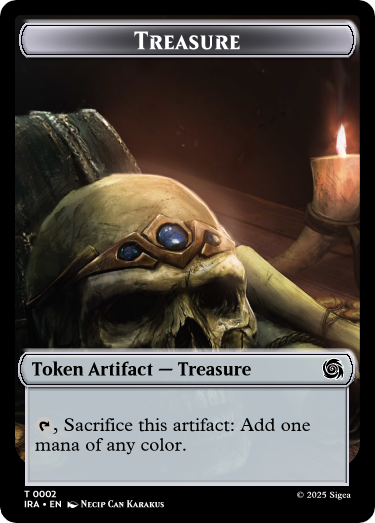 Treasure
Token Artifact — Treasure
, Sacrifice this artifact: Add one
mana of any color.
T 0002
IRA • EN Necip Can Karakus
© 2025 Sigea